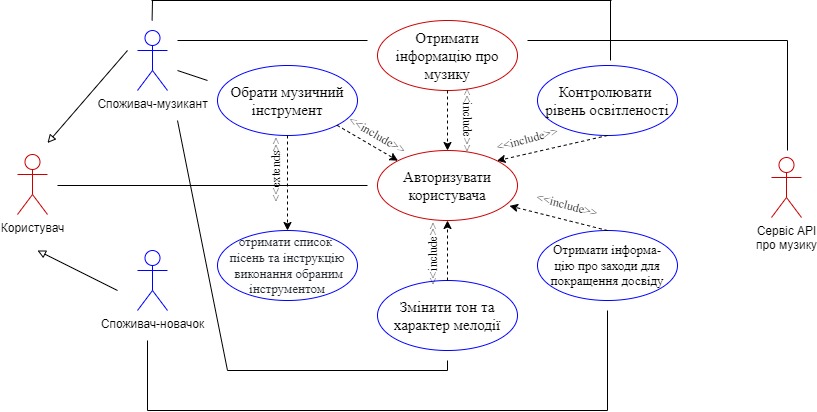 Отримати
інформацію про
музику
Споживач-музикант
Обрати музичний
інструмент
<<include>>
Контролювати
рівень освітленості
<<include>>
<<include>>
<<extends>>
Авторизувати
користувача
Користувач
Сервіс API
про музику
<<include>>
<<include>>
отримати список
пісень та інструкцію
виконання обраним
інструментом
Отримати інформа-
цію про заходи для
покращення досвіду
Змінити тон та
характер мелодії
Споживач-новачок